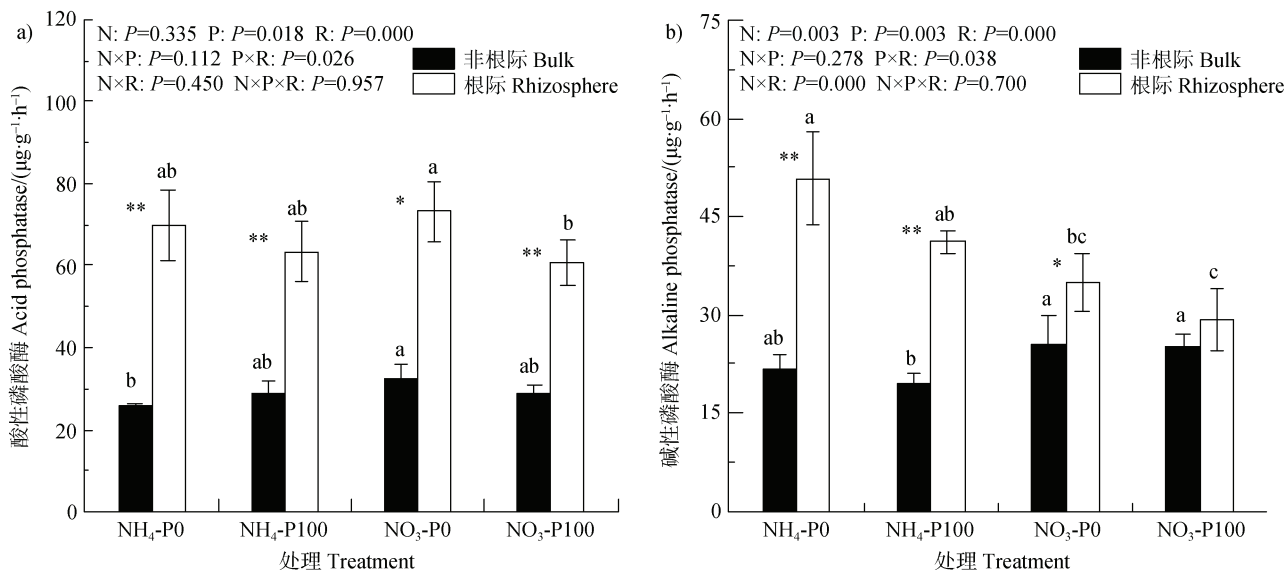 a)
N: P=0.335 P: P=0.018 R: P=0.000
N×P: P=0.112 P×R: P=0.026
N×R: P=0.450 N×P×R: P=0.957
非根际 Bulk
根际 Rhizosphere
酸性磷酸酶 Acid phosphatase/(μg·g⁻¹·h⁻¹)
120
100
80
60
40
20
0
b
ab
**
ab
ab
**
a
a
*
ab
b
**
NH₄-P0
NH₄-P100
NO₃-P0
NO₃-P100
处理 Treatment
b)
N: P=0.003 P: P=0.003 R: P=0.000
N×P: P=0.278 P×R: P=0.038
N×R: P=0.000 N×P×R: P=0.700
非根际 Bulk
根际 Rhizosphere
碱性磷酸酶 Alkaline phosphatase/(μg·g⁻¹·h⁻¹)
75
60
45
30
15
0
ab
a
**
b
ab
**
a
bc
*
a
c
NH₄-P0
NH₄-P100
NO₃-P0
NO₃-P100
处理 Treatment